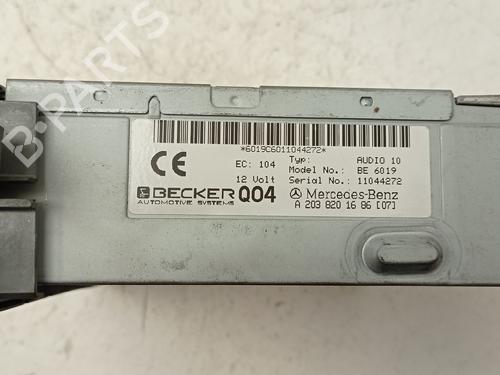 B-PARTS
*6019C6011044272*
CE
EC: 104 Typ: AUDIO 10
Model No.: BE 6019
12 Volt Serial No.: 11044272
BECKER Q04 Mercedes-Benz
AUTOMOTIVE SYSTEMS A 203 820 16 86 [07]